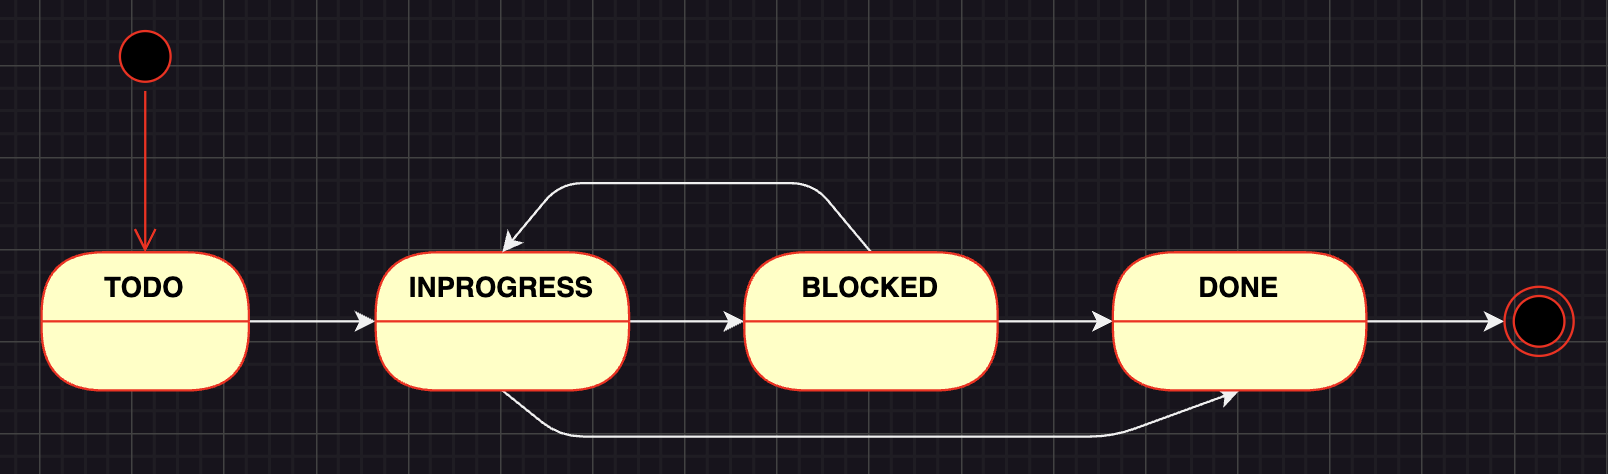 TODO
INPROGRESS
BLOCKED
DONE